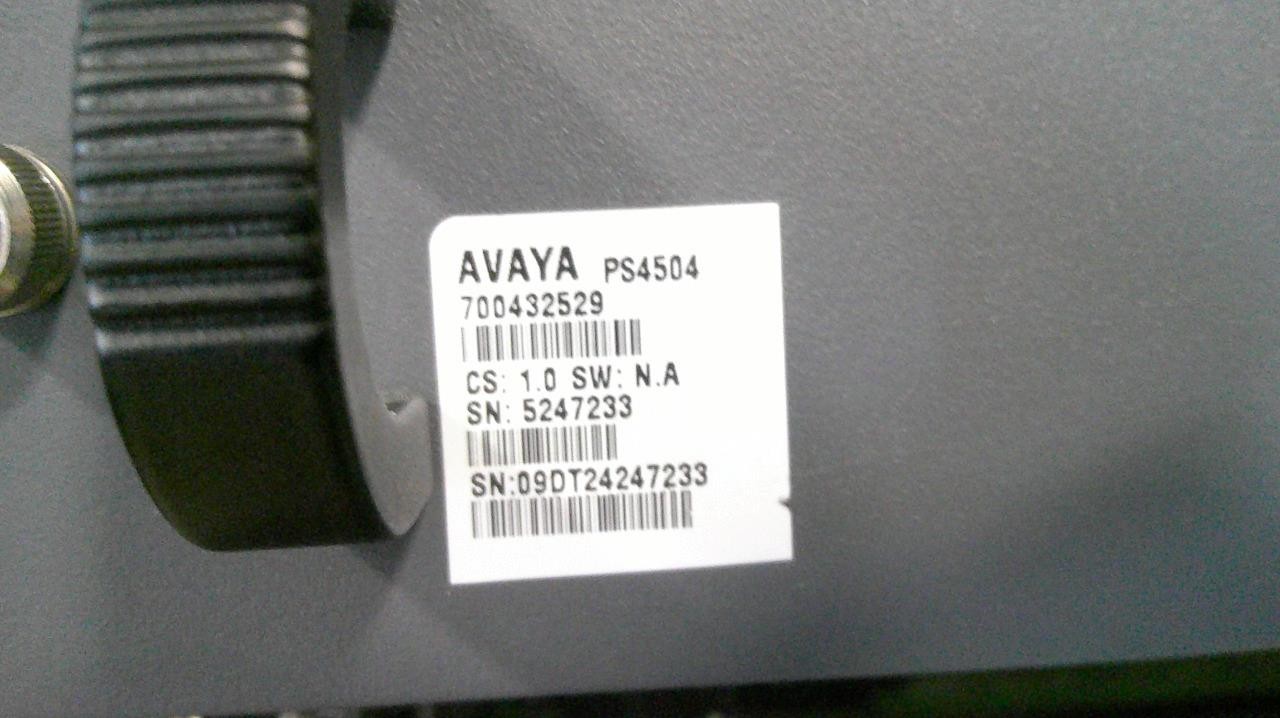 AVAYA PS4504
700432529
CS: 1.0 SW: N.A
SN: 5247233
SN:09DT24247233